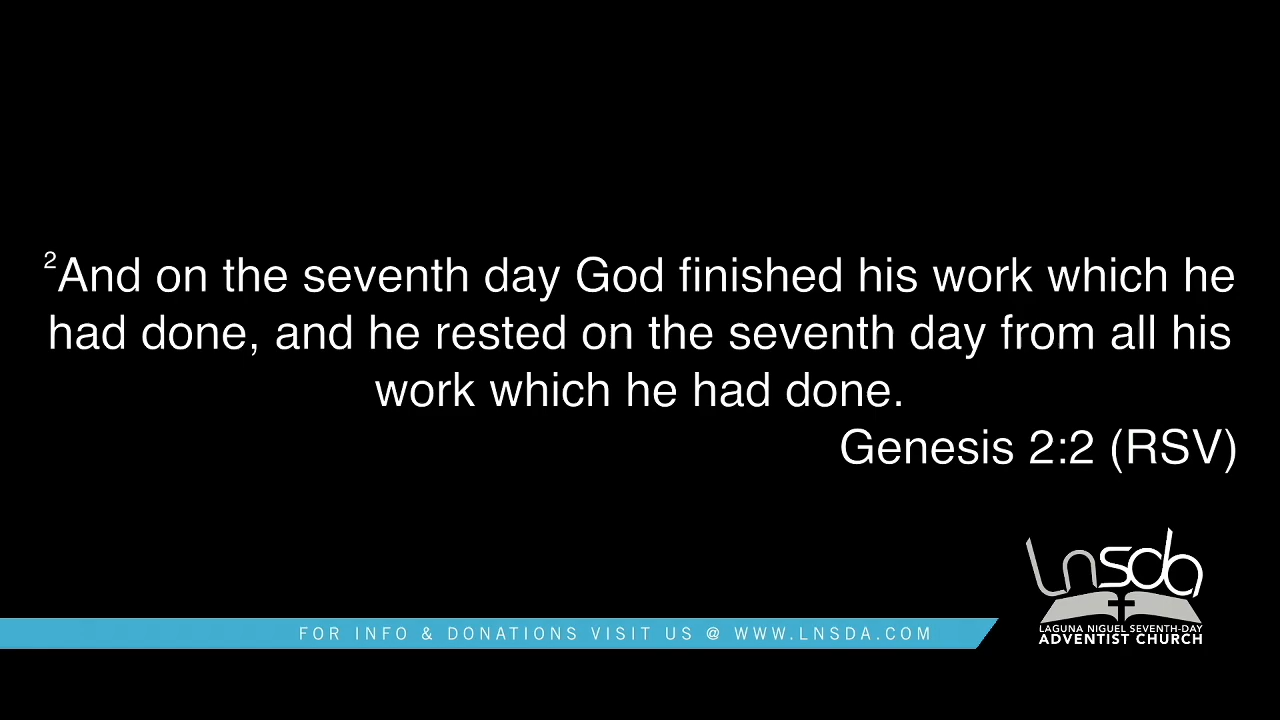 ²And on the seventh day God finished his work which he
had done, and he rested on the seventh day from all his
work which he had done.
Genesis 2:2 (RSV)
Lnsda
LAGUNA NIGUEL SEVENTH-DAY
ADVENTIST CHURCH
FOR INFO & DONATIONS VISIT US @ WWW.LNSDA.COM